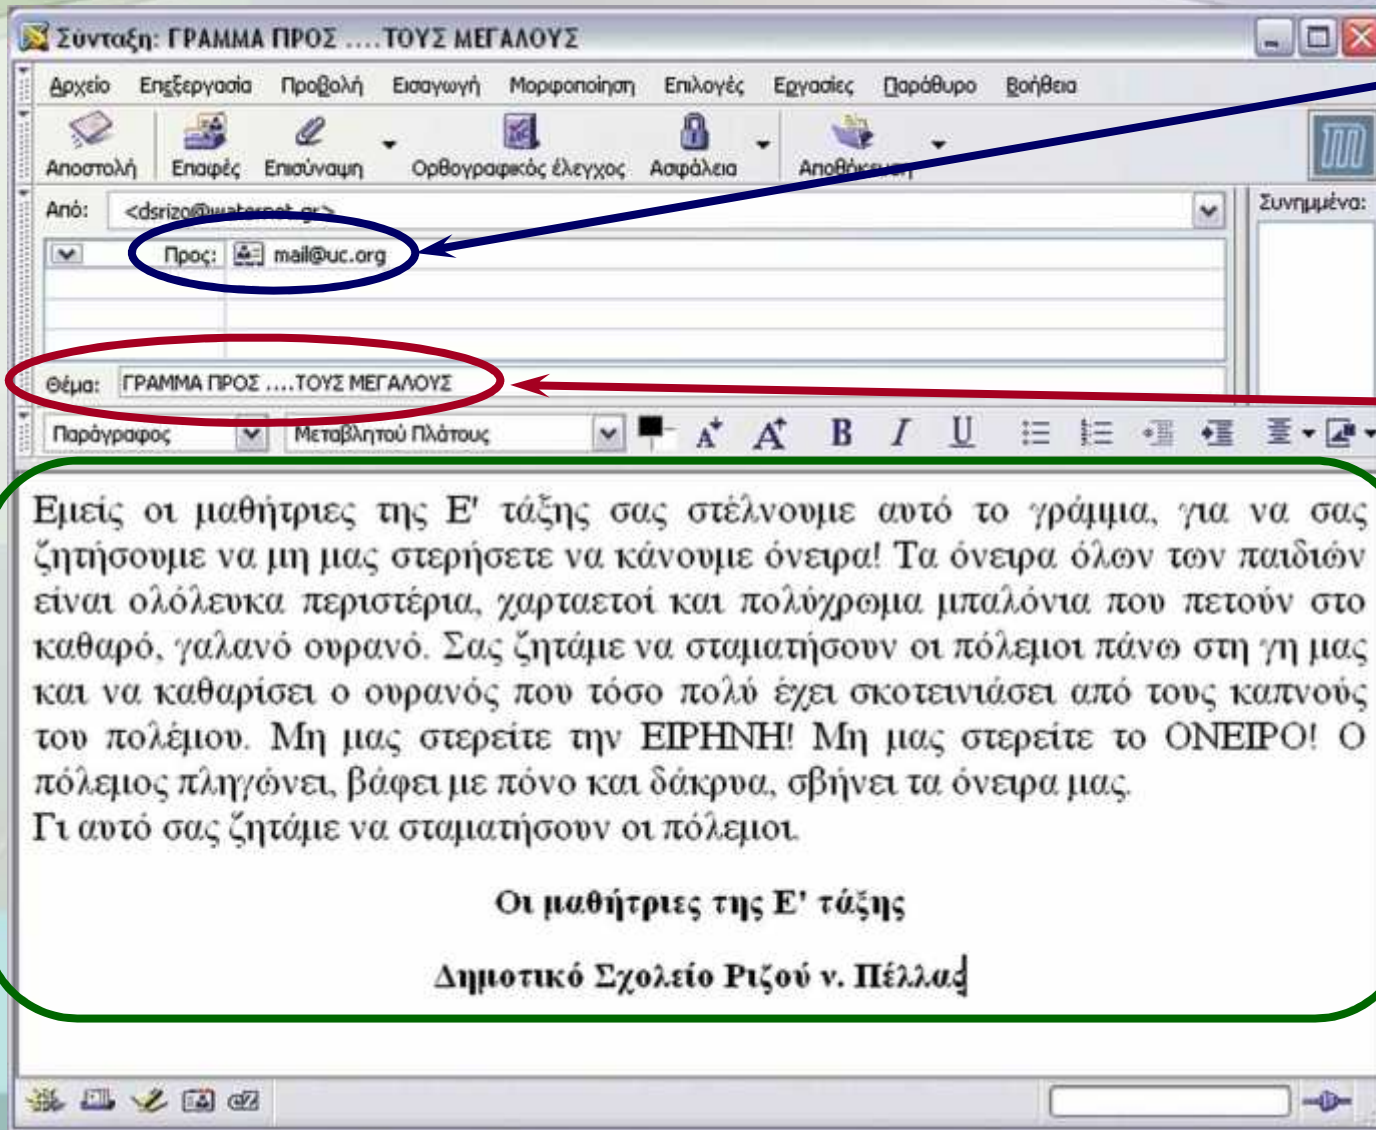 Σύνταξη: ΓΡΑΜΜΑ ΠΡΟΣ ....ΤΟΥΣ ΜΕΓΑΛΟΥΣ
Αρχείο Επεξεργασία Προβολή Εισαγωγή Μορφοποίηση Επιλογές Εργασίες Παράθυρο Βοήθεια
Αποστολή Επαφές Επισύναψη Ορθογραφικός έλεγχος Ασφάλεια Αποθήκευση
Από: <dsrizo@waternet.gr> Συνημμένα:
Προς: mail@uc.org
Θέμα: ΓΡΑΜΜΑ ΠΡΟΣ ....ΤΟΥΣ ΜΕΓΑΛΟΥΣ
Παράγραφος Μεταβλητού Πλάτους A A B I U
Εμείς οι μαθήτριες της Ε' τάξης σας στέλνουμε αυτό το γράμμα, για να σας
ζητήσουμε να μη μας στερήσετε να κάνουμε όνειρα! Τα όνειρα όλων των παιδιών
είναι ολόλευκα περιστέρια, χαρταετοί και πολύχρωμα μπαλόνια που πετούν στο
καθαρό, γαλανό ουρανό. Σας ζητάμε να σταματήσουν οι πόλεμοι πάνω στη γη μας
και να καθαρίσει ο ουρανός που τόσο πολύ έχει σκοτεινιάσει από τους καπνούς
του πολέμου. Μη μας στερείτε την ΕΙΡΗΝΗ! Μη μας στερείτε το ΟΝΕΙΡΟ! Ο
πόλεμος πληγώνει, βάφει με πόνο και δάκρυα, σβήνει τα όνειρα μας.
Γι αυτό σας ζητάμε να σταματήσουν οι πόλεμοι.
Οι μαθήτριες της Ε' τάξης
Δημοτικό Σχολείο Ριζού ν. Πέλλας